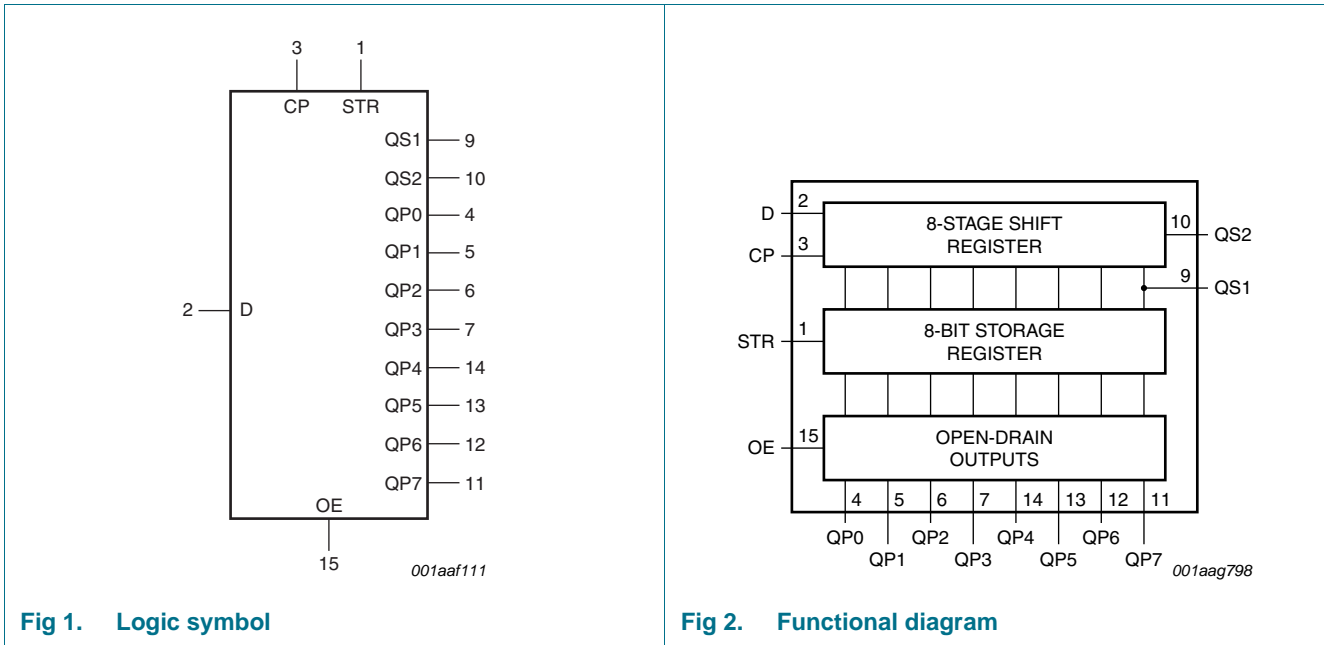 3 1
CP STR
QS1 9
QS2 10
QP0 4
QP1 5
QP2 6
2 D QP3 7
QP4 14
QP5 13
QP6 12
QP7 11
OE
15
001aaf111
Fig 1. Logic symbol
D 2
CP 3
8-STAGE SHIFT
REGISTER
10 QS2
9 QS1
STR 1
8-BIT STORAGE
REGISTER
OE 15
OPEN-DRAIN
OUTPUTS
4 5 6 7 14 13 12 11
QP0 QP2 QP4 QP6
QP1 QP3 QP5 QP7
001aag798
Fig 2. Functional diagram